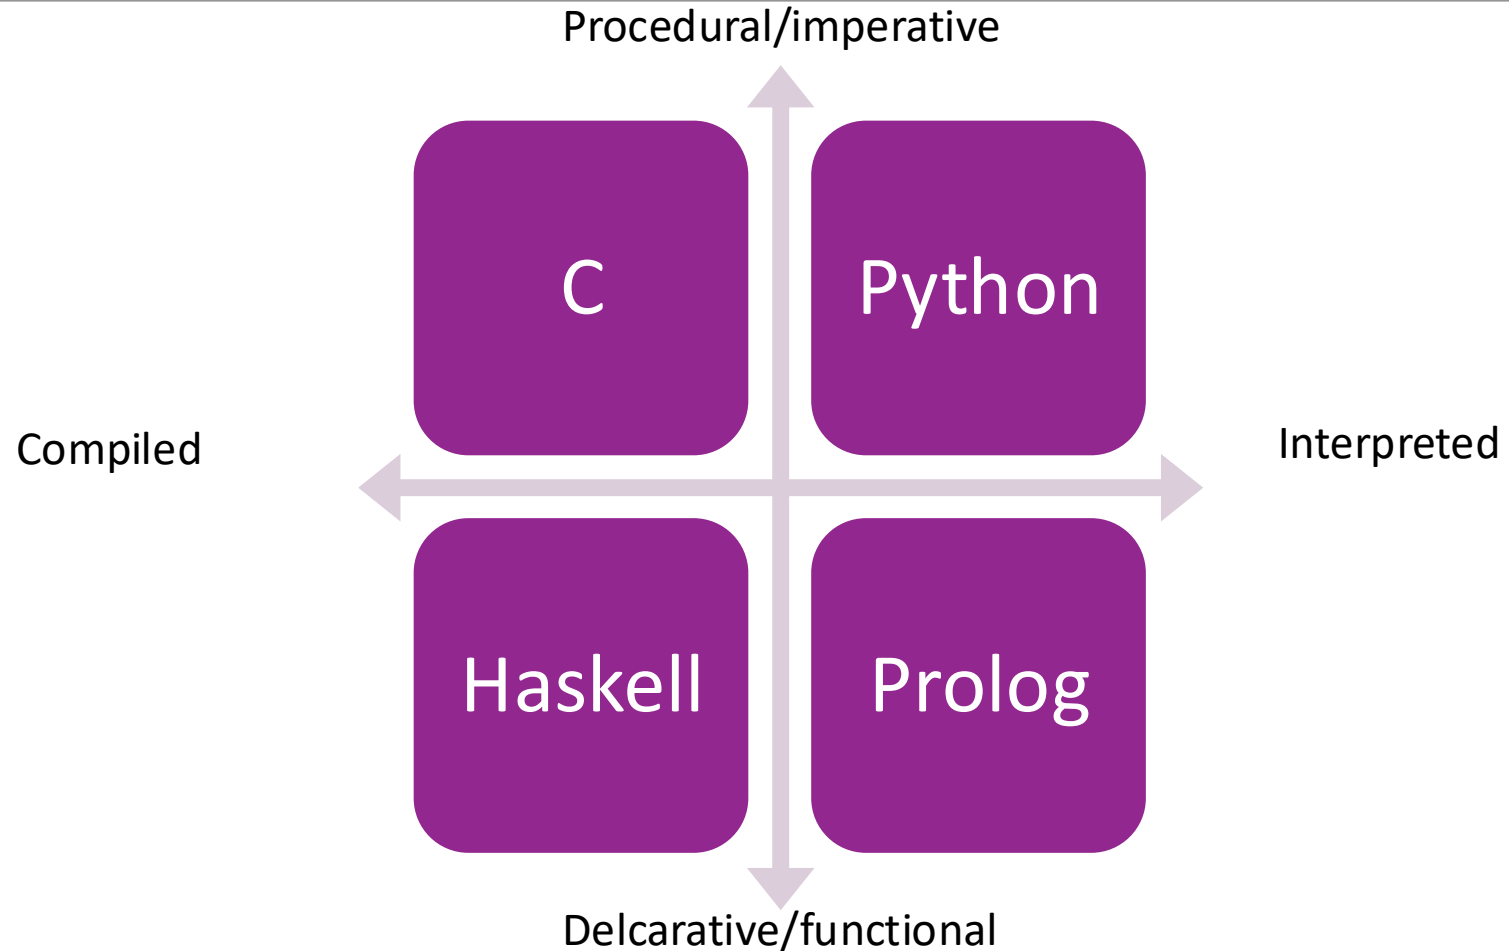 Procedural/imperative
C
Python
Compiled
Interpreted
Haskell
Prolog
Delcarative/functional